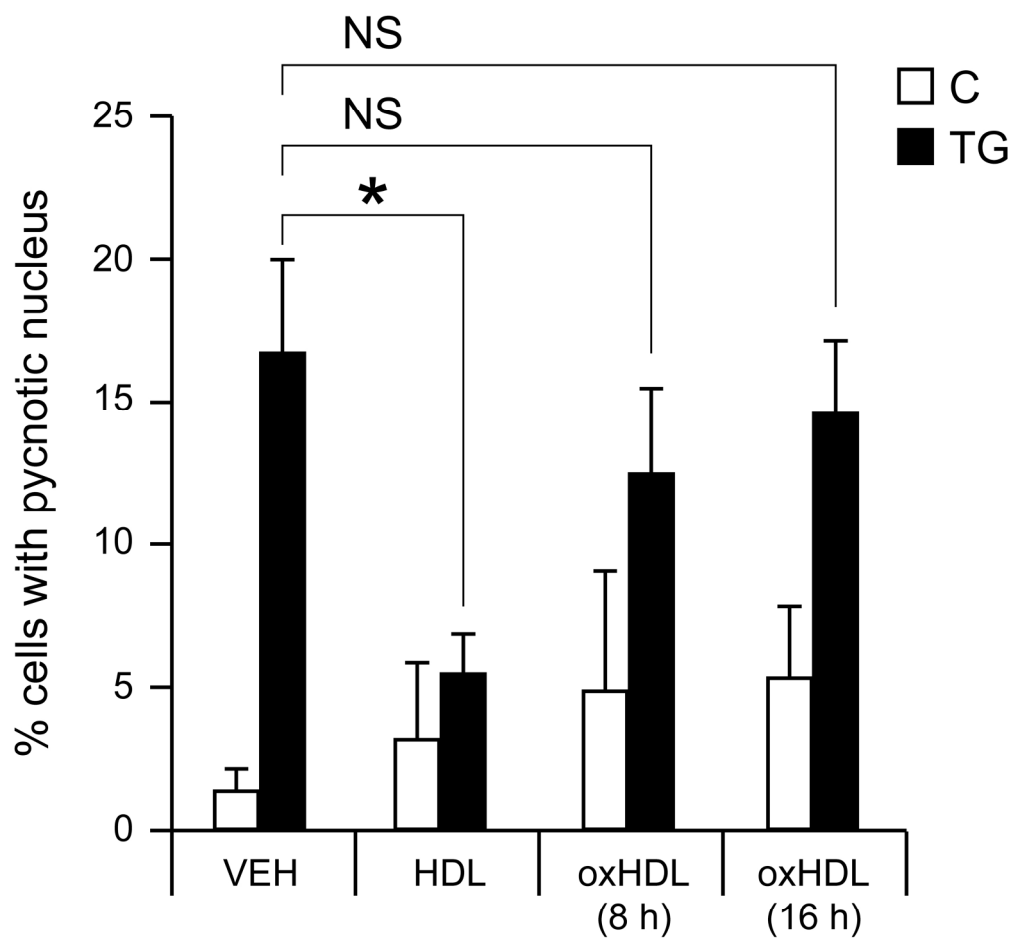 NS
C
25
NS
TG
*
20
15
10
5
0
% cells with pycnotic nucleus
VEH
HDL
oxHDL
(8 h)
oxHDL
(16 h)